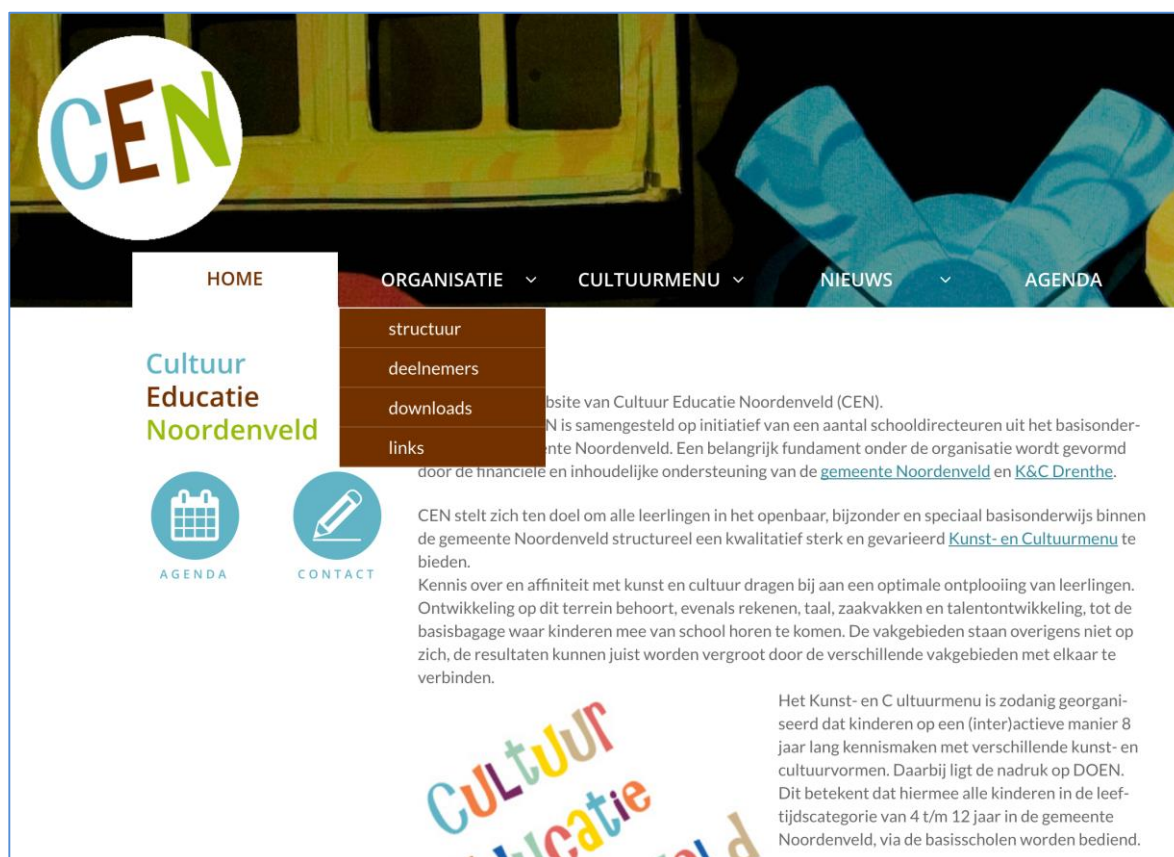 CEN
HOME
ORGANISATIE
CULTUURMENU
NIEUWS
AGENDA
structuur
deelnemers
downloads
links
Cultuur
Educatie
Noordenveld
AGENDA
CONTACT
van Cultuur Educatie Noordenveld (CEN).
is samengesteld op initiatief van een aantal schooldirecteuren uit het basisonder-
Noordenveld. Een belangrijk fundament onder de organisatie wordt gevormd
door de financiële en inhoudelijke ondersteuning van de gemeente Noordenveld en K&C Drenthe.
CEN stelt zich ten doel om alle leerlingen in het openbaar, bijzonder en speciaal basisonderwijs binnen
de gemeente Noordenveld structureel een kwalitatief sterk en gevarieerd Kunst- en Cultuurmenu te
bieden.
Kennis over en affiniteit met kunst en cultuur dragen bij aan een optimale ontplooiing van leerlingen.
Ontwikkeling op dit terrein behoort, evenals rekenen, taal, zaakvakken en talentontwikkeling, tot de
basisbagage waar kinderen mee van school horen te komen. De vakgebieden staan overigens niet op
zich, de resultaten kunnen juist worden vergroot door de verschillende vakgebieden met elkaar te
verbinden.
Het Kunst- en C ultuurmenu is zodanig georgani-
seerd dat kinderen op een (inter)actieve manier 8
jaar lang kennismaken met verschillende kunst- en
cultuurvormen. Daarbij ligt de nadruk op DOEN.
Dit betekent dat hiermee alle kinderen in de leef-
tijdscategorie van 4 t/m 12 jaar in de gemeente
Noordenveld, via de basisscholen worden bediend.
Cultuur